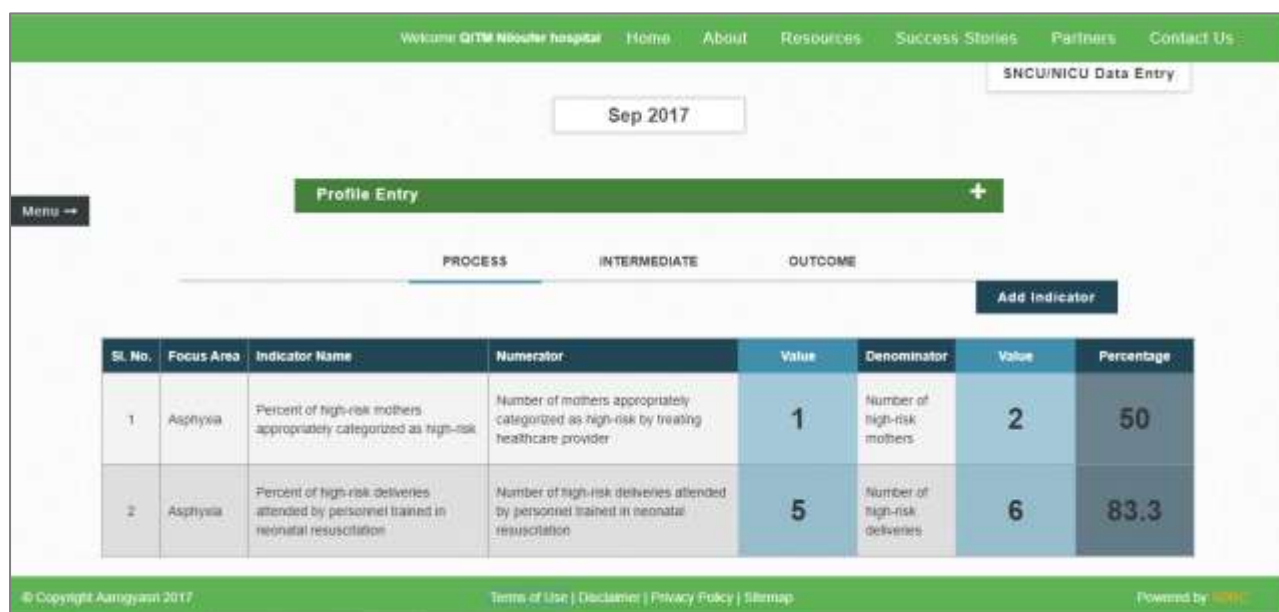 Welcome QITM Niloufer hospital Home About Resources Success Stories Partners Contact Us
SNCU/NICU Data Entry
Sep 2017
Menu →
Profile Entry +
PROCESS INTERMEDIATE OUTCOME
Add Indicator
Sl. No. Focus Area Indicator Name Numerator Value Denominator Value Percentage
1 Asphyxia Percent of high-risk mothers appropriately categorized as high-risk Number of mothers appropriately categorized as high-risk by treating healthcare provider 1 Number of high-risk mothers 2 50
2 Asphyxia Percent of high-risk deliveries attended by personnel trained in neonatal resuscitation Number of high-risk deliveries attended by personnel trained in neonatal resuscitation 5 Number of high-risk deliveries 6 83.3
© Copyright Aarogyasri 2017 Terms of Use | Disclaimer | Privacy Policy | Sitemap Powered by